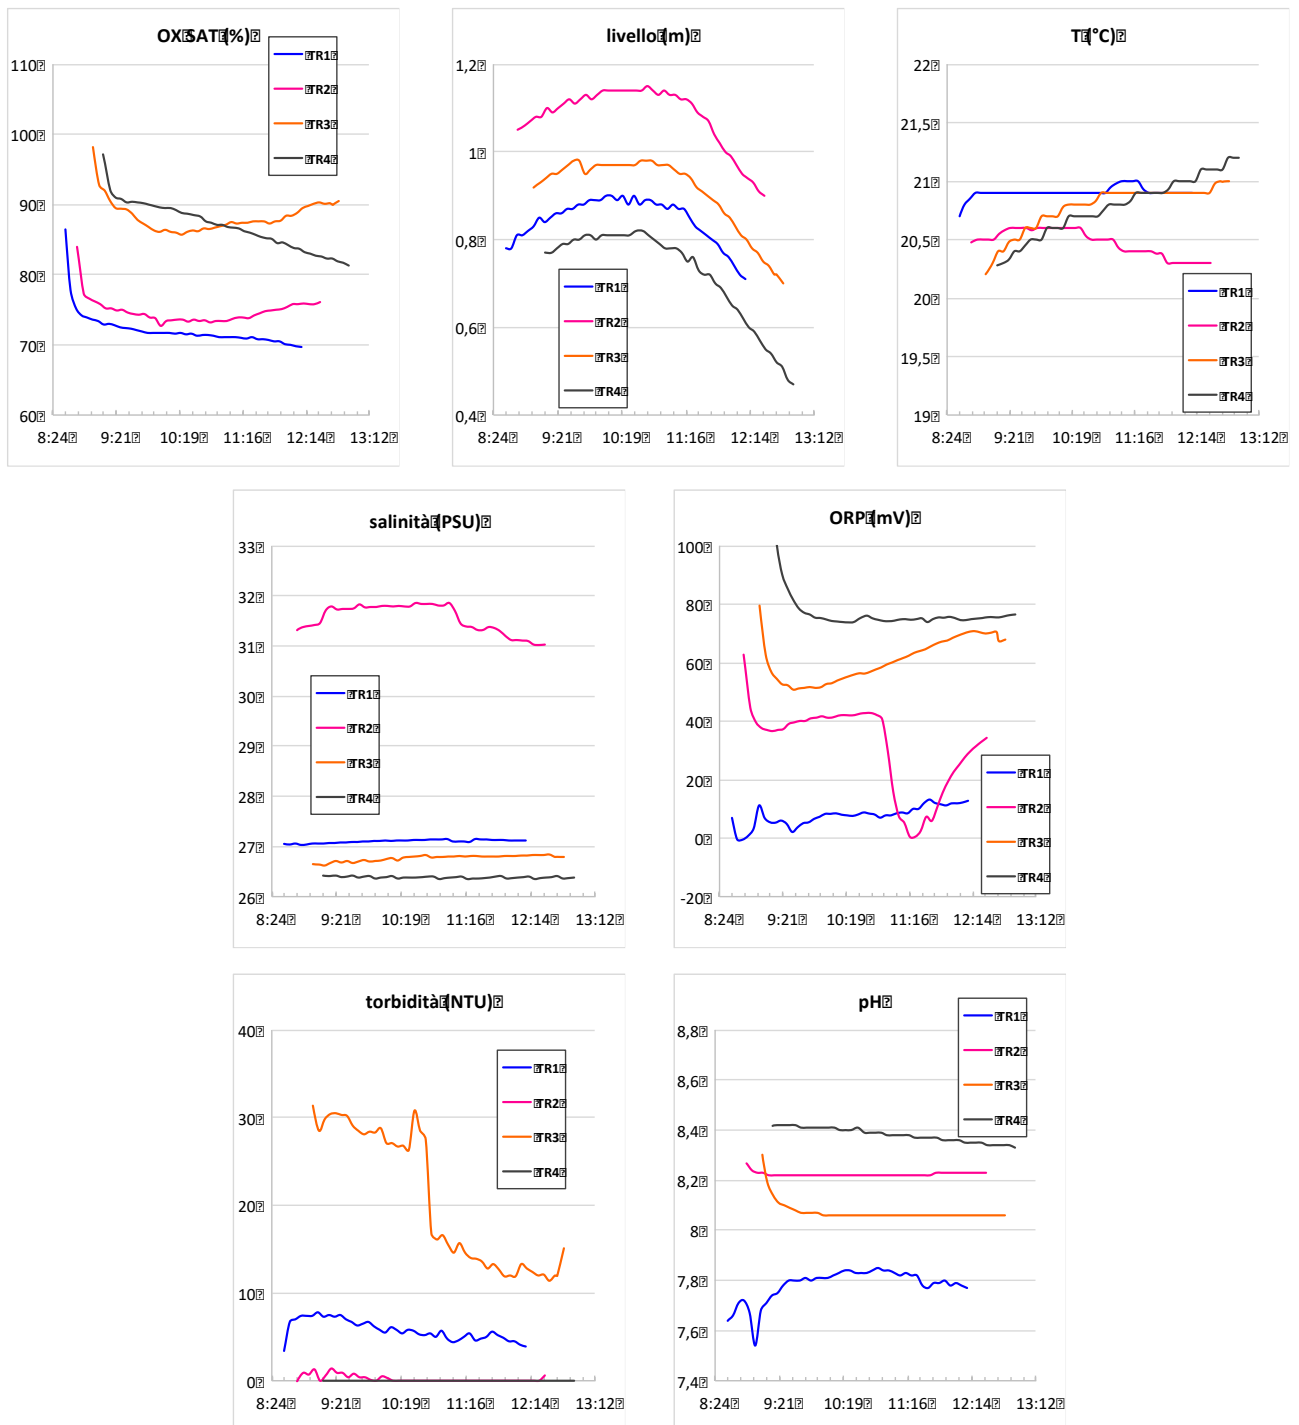 OX SAT (%)
TR1
TR2
TR3
TR4
110
100
90
80
70
60
8:24 9:21 10:19 11:16 12:14 13:12
livello (m)
1,2
1
0,8
0,6
0,4
TR1
TR2
TR3
TR4
8:24 9:21 10:19 11:16 12:14 13:12
T (°C)
22
21,5
21
20,5
20
19,5
19
TR1
TR2
TR3
TR4
8:24 9:21 10:19 11:16 12:14 13:12
salinità (PSU)
33
32
31
30
29
28
27
26
TR1
TR2
TR3
TR4
8:24 9:21 10:19 11:16 12:14 13:12
ORP (mV)
100
80
60
40
20
0
-20
TR1
TR2
TR3
TR4
8:24 9:21 10:19 11:16 12:14 13:12
torbidità (NTU)
40
30
20
10
0
TR1
TR2
TR3
TR4
8:24 9:21 10:19 11:16 12:14 13:12
pH
8,8
8,6
8,4
8,2
8
7,8
7,6
7,4
TR1
TR2
TR3
TR4
8:24 9:21 10:19 11:16 12:14 13:12